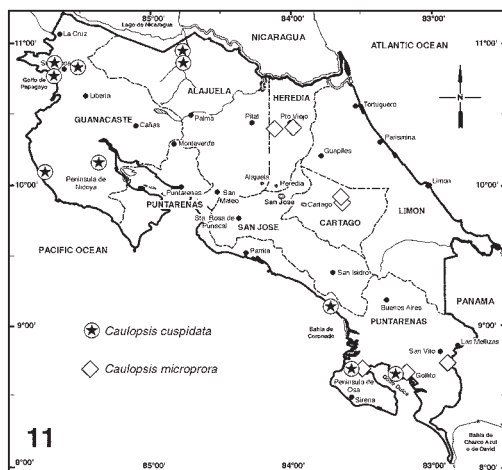 85°00' 84°00' 83°00'
Lago de Nicaragua
NICARAGUA
La Cruz
11°00' 11°00'
ATLANTIC OCEAN
Golfo de
Papagayo
ALAJUELA
HEREDIA
N
Liberia
Tortuguero
GUANACASTE
Palma
Pital
Pto Viejo
Cañas
Parismina
Monteverde
Guapiles
Alajuela
Heredia
Limon
10°00' 10°00'
Peninsula de
Nicoya
Puntarenas
San
Mateo
San Jose
Cartago
PUNTARENAS
LIMON
Sta. Rosa de
Puriscal
CARTAGO
SAN JOSE
PACIFIC OCEAN
Parrita
San Isidro
PANAMA
Buenos Aires
PUNTARENAS
9°00' 9°00'
Caulopsis cuspidata
Bahia de
Coronado
Las Mellizas
San Vito
Caulopsis microprora
Golfo Dulce
Golfito
Peninsula de
Osa
Sirena
11
Bahia de
Charco Azul
o de David
8°00' 85°00' 84°00' 83°00' 8°00'